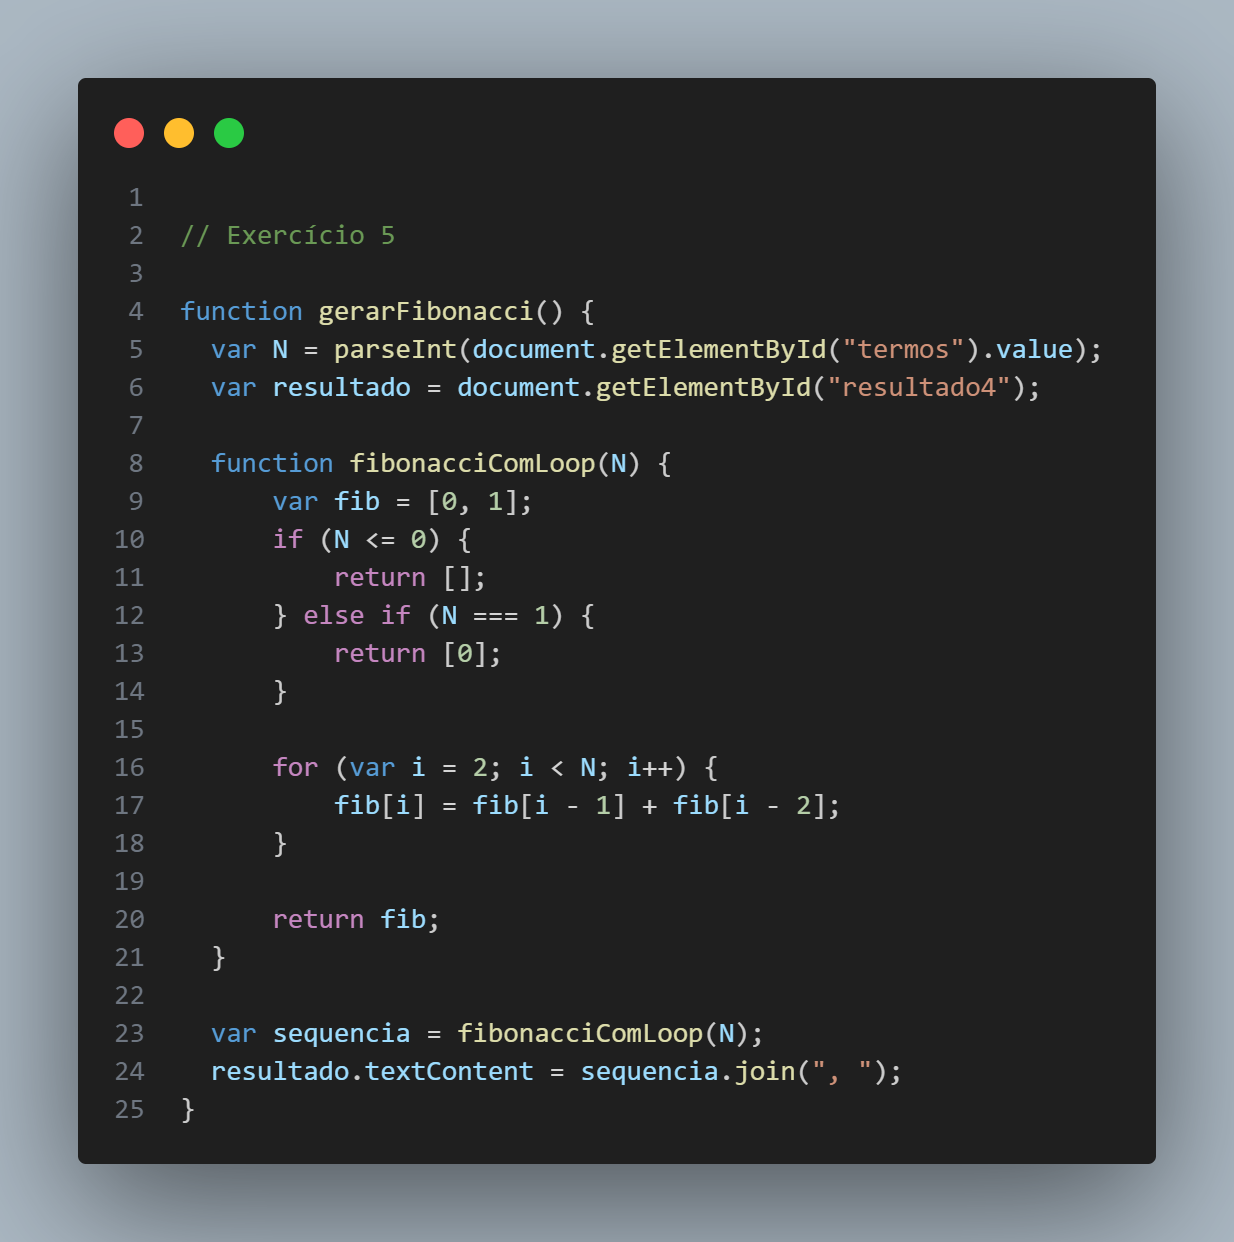 1
2 // Exercício 5
3
4 function gerarFibonacci() {
5   var N = parseInt(document.getElementById("termos").value);
6   var resultado = document.getElementById("resultado4");
7
8   function fibonacciComLoop(N) {
9       var fib = [0, 1];
10       if (N <= 0) {
11           return [];
12       } else if (N === 1) {
13           return [0];
14       }
15
16       for (var i = 2; i < N; i++) {
17           fib[i] = fib[i - 1] + fib[i - 2];
18       }
19
20       return fib;
21   }
22
23   var sequencia = fibonacciComLoop(N);
24   resultado.textContent = sequencia.join(", ");
25 }